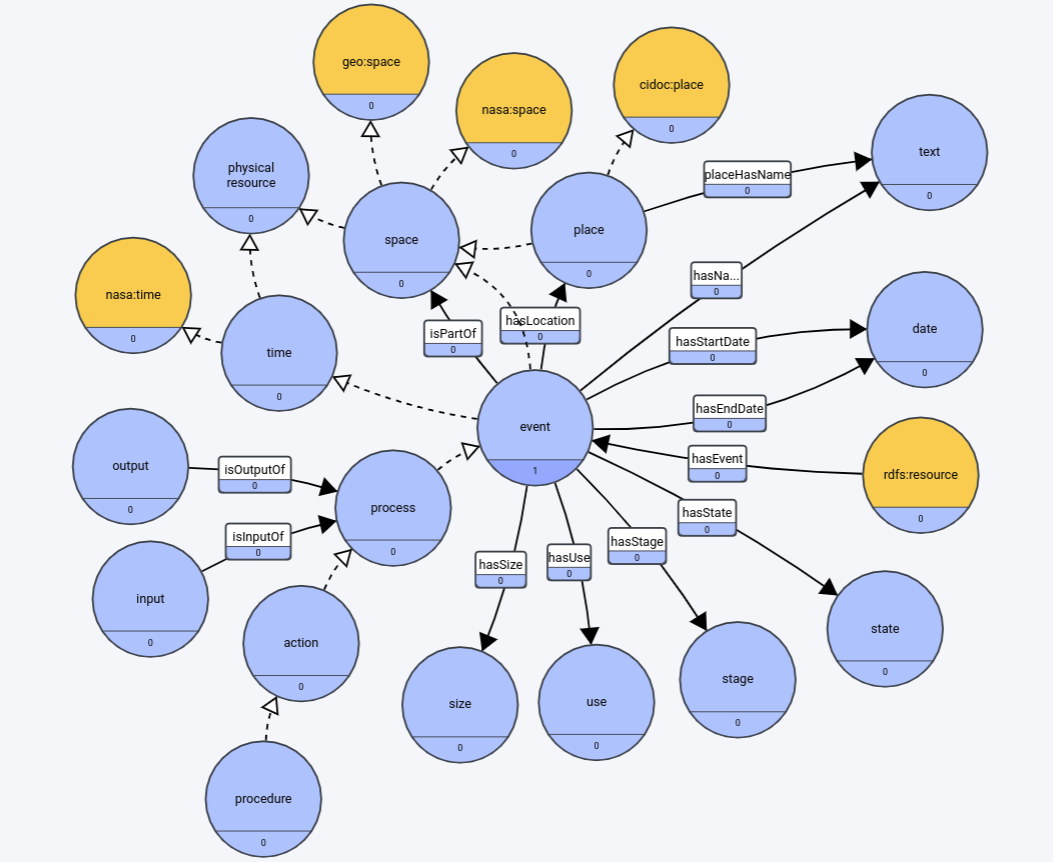 geo:space
0
nasa:space
0
cidoc:place
0
text
0
physical
resource
0
placeHasName
0
space
0
place
0
nasa:time
0
hasNa...
0
isPartOf
0
hasLocation
0
hasStartDate
0
date
0
time
0
hasEndDate
0
event
1
output
0
isOutputOf
0
hasEvent
0
rdfs:resource
0
process
0
hasState
0
isInputOf
0
hasSize
0
hasUse
0
hasStage
0
input
0
action
0
state
0
size
0
use
0
stage
0
procedure
0